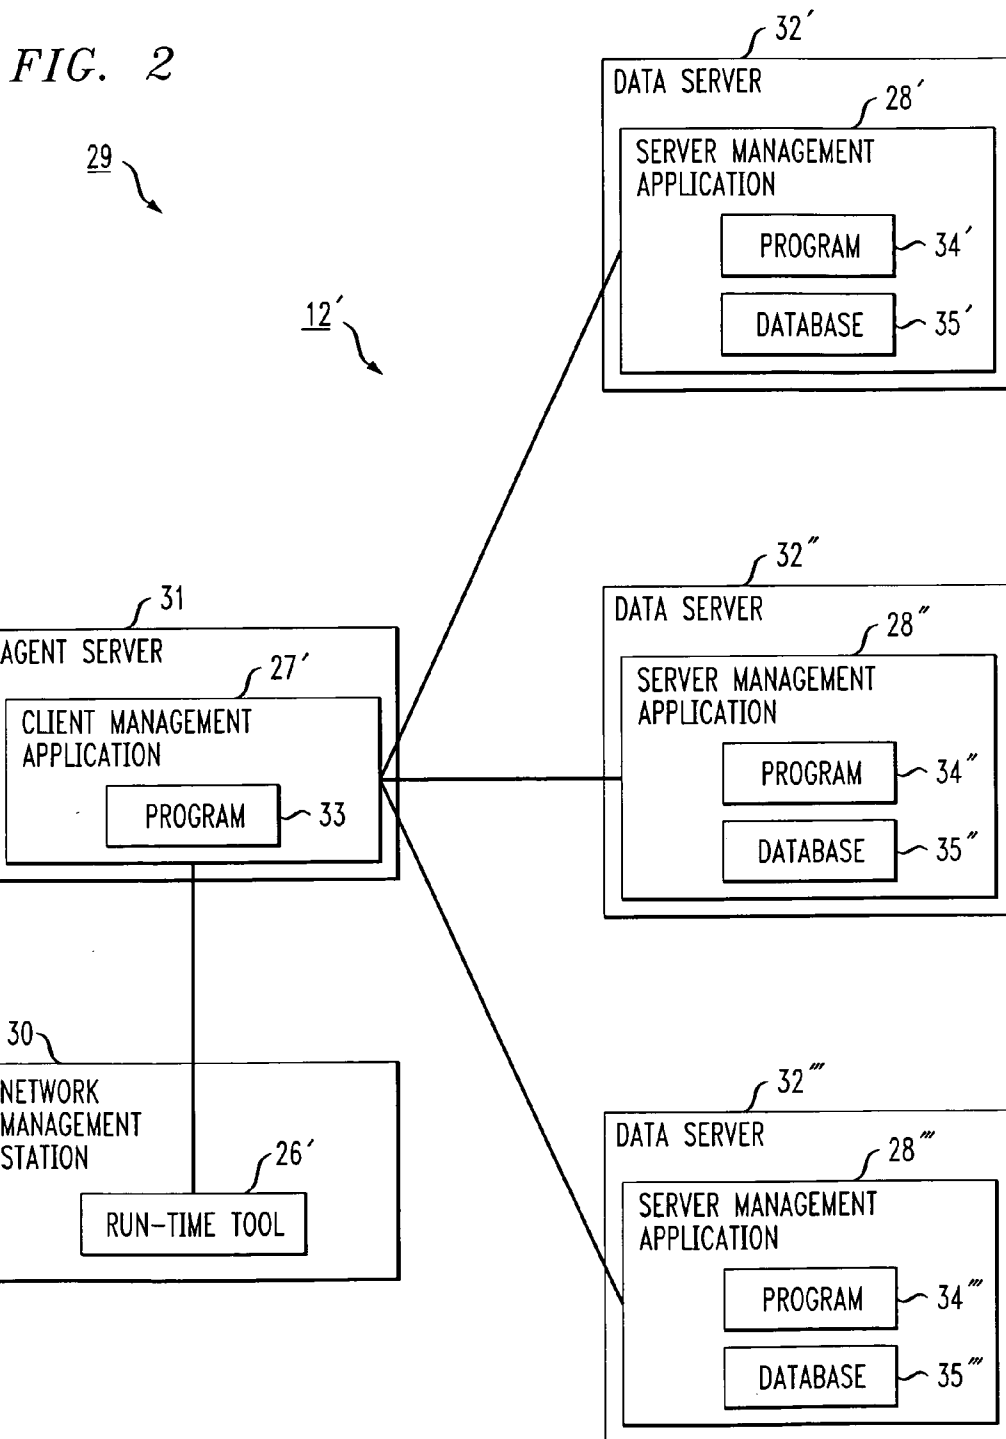 FIG. 2
29
12′
32′
DATA SERVER
28′
SERVER MANAGEMENT
APPLICATION
PROGRAM
34′
DATABASE
35′
32″
DATA SERVER
28″
SERVER MANAGEMENT
APPLICATION
PROGRAM
34″
DATABASE
35″
31
AGENT SERVER
27′
CLIENT MANAGEMENT
APPLICATION
PROGRAM
33
30
NETWORK
MANAGEMENT
STATION
26′
RUN-TIME TOOL
32‴
DATA SERVER
28‴
SERVER MANAGEMENT
APPLICATION
PROGRAM
34‴
DATABASE
35‴